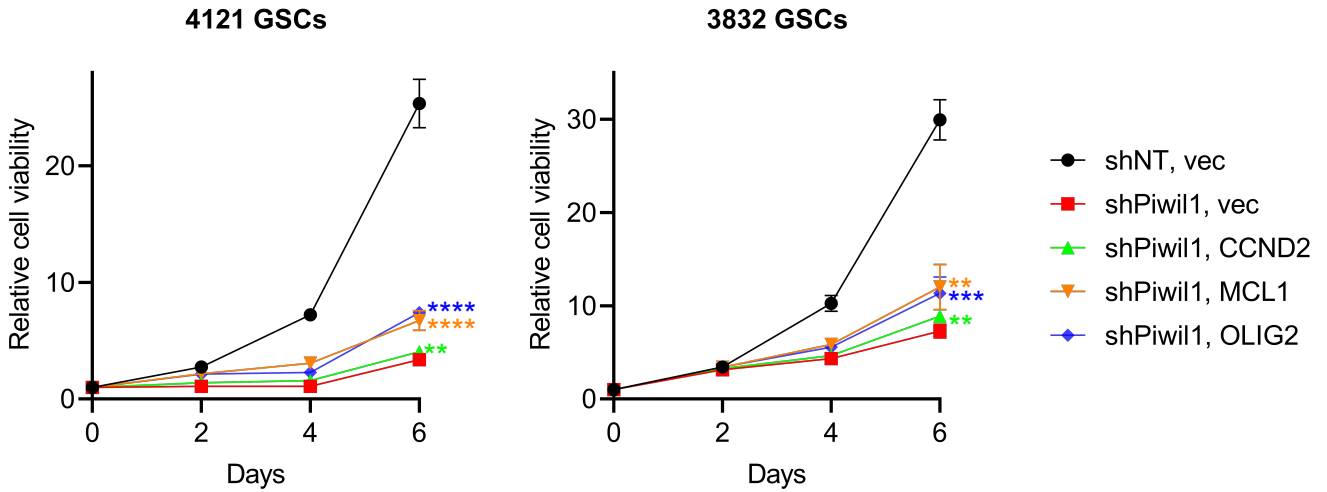 4121 GSCs
Relative cell viability
20
10
0
0 2 4 6
Days
****
****
**
3832 GSCs
Relative cell viability
30
20
10
0
0 2 4 6
Days
**
***
**
shNT, vec
shPiwil1, vec
shPiwil1, CCND2
shPiwil1, MCL1
shPiwil1, OLIG2